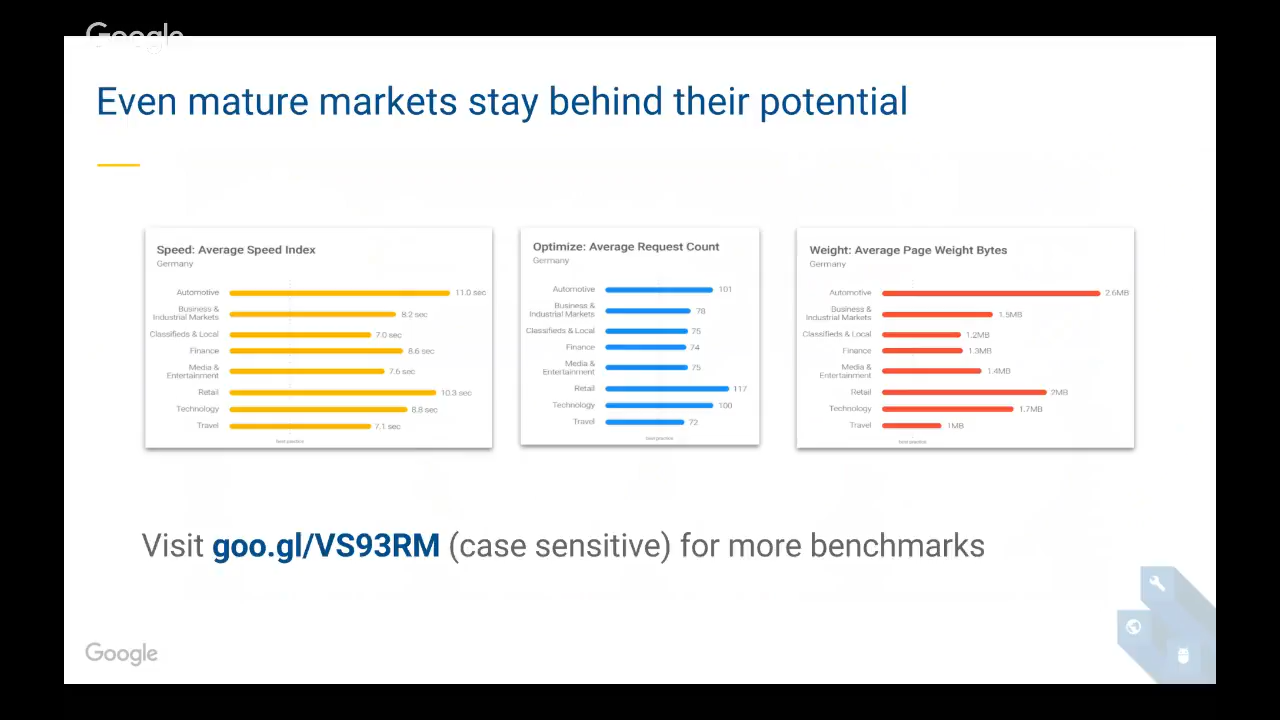 Google
Even mature markets stay behind their potential
Speed: Average Speed Index
Germany
Automotive 11.0 sec
Business &
Industrial Markets 8.2 sec
Classifieds & Local 7.0 sec
Finance 8.6 sec
Media &
Entertainment 7.6 sec
Retail 10.3 sec
Technology 8.8 sec
Travel 7.1 sec
best practice
Optimize: Average Request Count
Germany
Automotive 101
Business &
Industrial Markets 78
Classifieds & Local 75
Finance 74
Media &
Entertainment 75
Retail 117
Technology 100
Travel 72
best practice
Weight: Average Page Weight Bytes
Germany
Automotive 2.6MB
Business &
Industrial Markets 1.5MB
Classifieds & Local 1.2MB
Finance 1.3MB
Media &
Entertainment 1.4MB
Retail 2MB
Technology 1.7MB
Travel 1MB
best practice
Visit goo.gl/VS93RM (case sensitive) for more benchmarks
Google